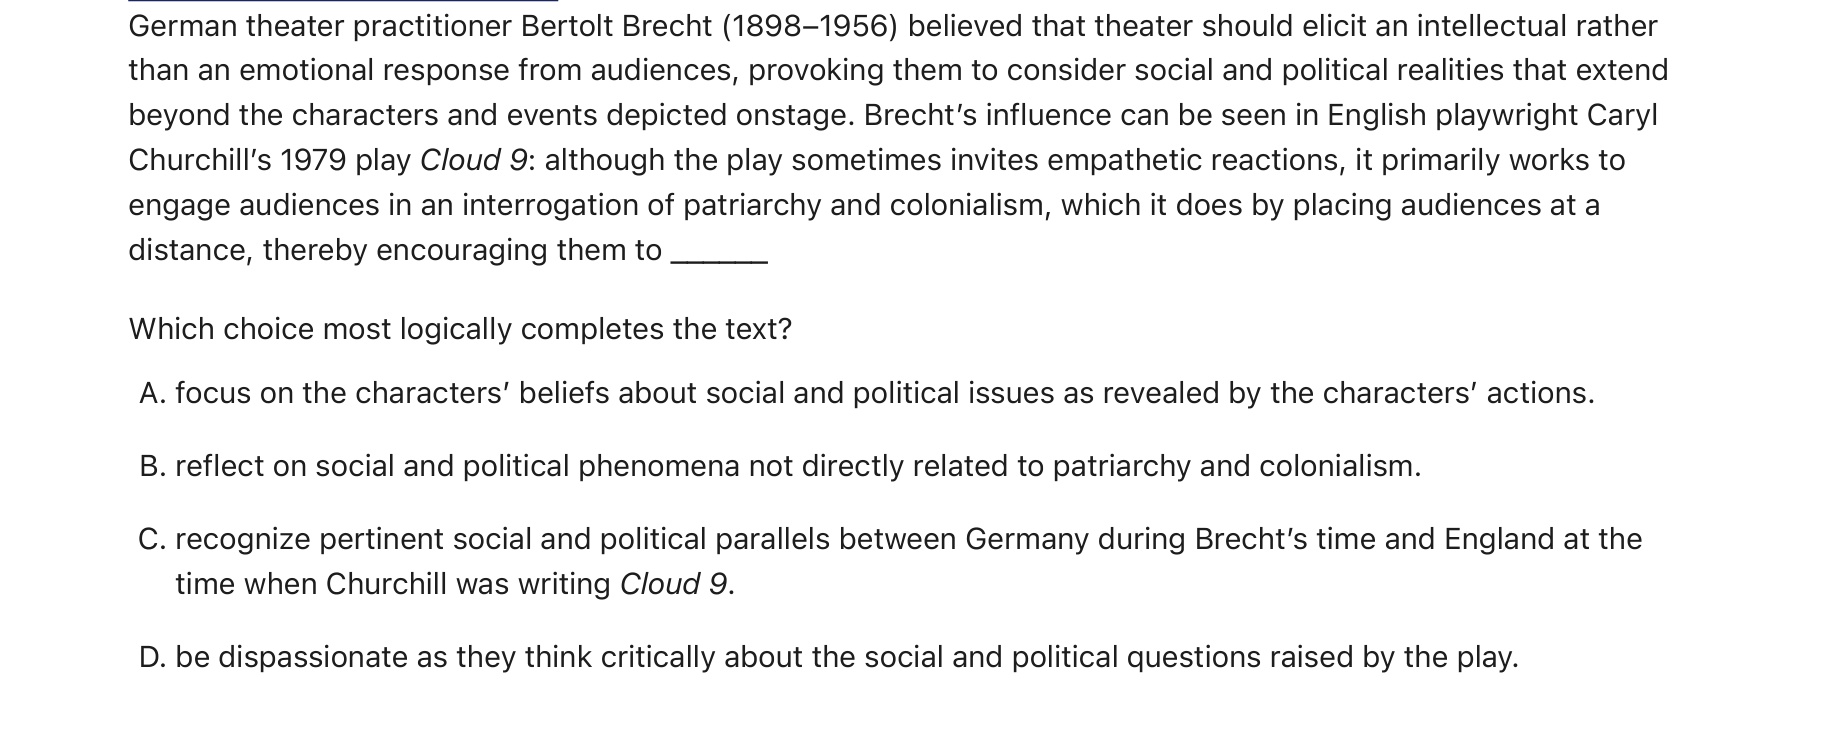 German theater practitioner Bertolt Brecht (1898–1956) believed that theater should elicit an intellectual rather
than an emotional response from audiences, provoking them to consider social and political realities that extend
beyond the characters and events depicted onstage. Brecht’s influence can be seen in English playwright Caryl
Churchill’s 1979 play Cloud 9: although the play sometimes invites empathetic reactions, it primarily works to
engage audiences in an interrogation of patriarchy and colonialism, which it does by placing audiences at a
distance, thereby encouraging them to ______
Which choice most logically completes the text?
A. focus on the characters’ beliefs about social and political issues as revealed by the characters’ actions.
B. reflect on social and political phenomena not directly related to patriarchy and colonialism.
C. recognize pertinent social and political parallels between Germany during Brecht’s time and England at the
time when Churchill was writing Cloud 9.
D. be dispassionate as they think critically about the social and political questions raised by the play.